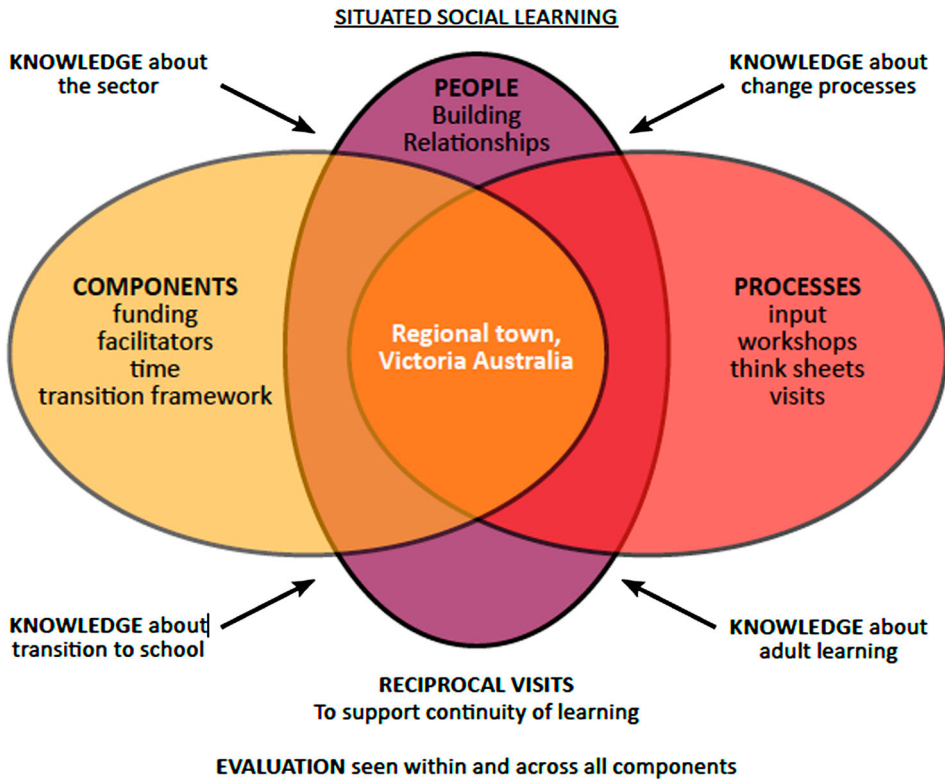 SITUATED SOCIAL LEARNING
KNOWLEDGE about
the sector
KNOWLEDGE about
change processes
PEOPLE
Building
Relationships
COMPONENTS
funding
facilitators
time
transition framework
Regional town,
Victoria Australia
PROCESSES
input
workshops
think sheets
visits
KNOWLEDGE about
transition to school
KNOWLEDGE about
adult learning
RECIPROCAL VISITS
To support continuity of learning
EVALUATION seen within and across all components